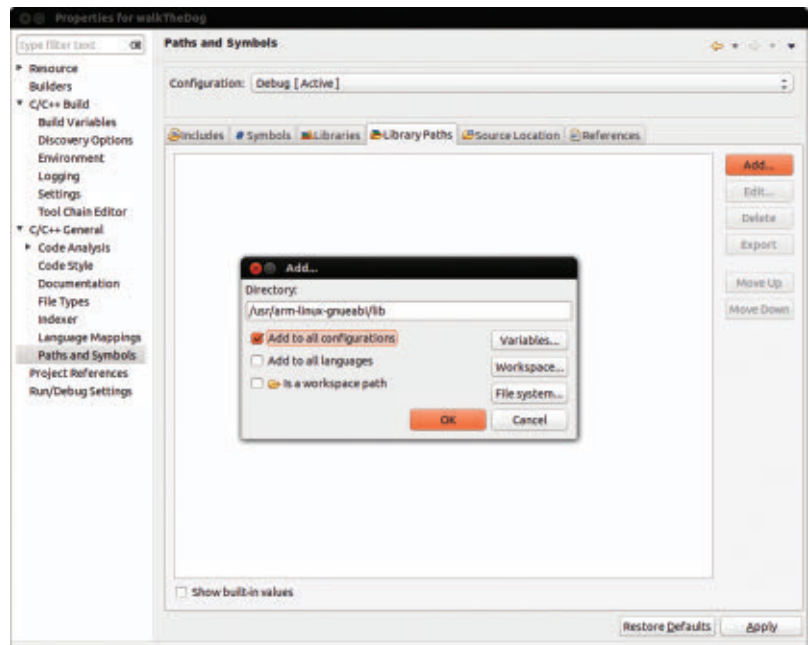 Properties for walkTheDog
type filter text
Paths and Symbols
Resource
Builders
C/C++ Build
Build Variables
Discovery Options
Environment
Logging
Settings
Tool Chain Editor
C/C++ General
Code Analysis
Code Style
Documentation
File Types
Indexer
Language Mappings
Paths and Symbols
Project References
Run/Debug Settings
Configuration: Debug [ Active ]
Includes # Symbols Libraries Library Paths Source Location References
Add...
Edit...
Delete
Export
Move Up
Move Down
Add...
Directory:
/usr/arm-linux-gnueabi/lib
Add to all configurations
Add to all languages
Is a workspace path
Variables...
Workspace...
File system...
OK
Cancel
Show built-in values
Restore Defaults
Apply